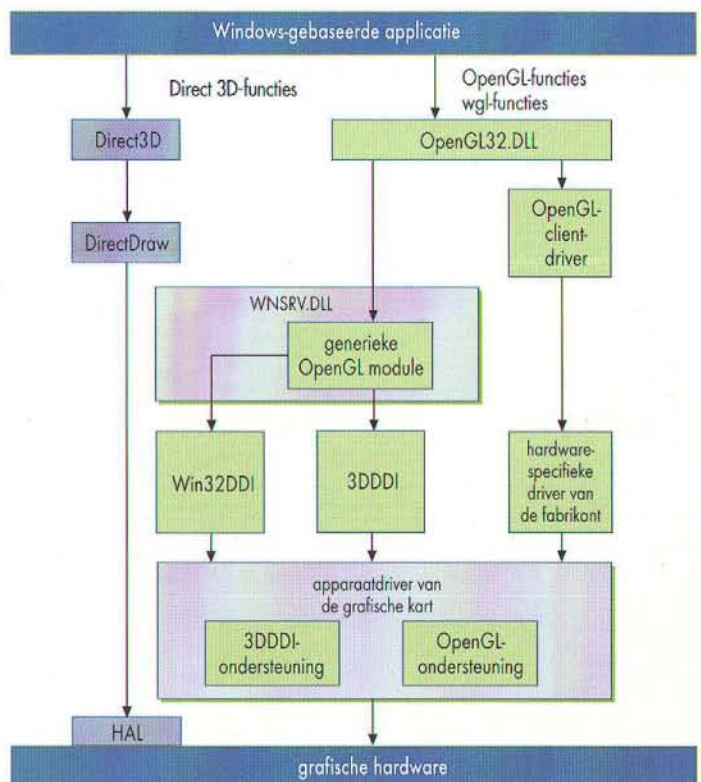 Windows-gebaseerde applicatie
Direct 3D-functies
OpenGL-functies
wgl-functies
Direct3D
OpenGL32.DLL
DirectDraw
OpenGL-
client-
driver
WNSRV.DLL
generieke
OpenGL module
Win32DDI
3DDDI
hardware-
specifieke
driver van
de fabrikant
apparaatdriver van
de grafische kart
3DDDI-
ondersteuning
OpenGL-
ondersteuning
HAL
grafische hardware